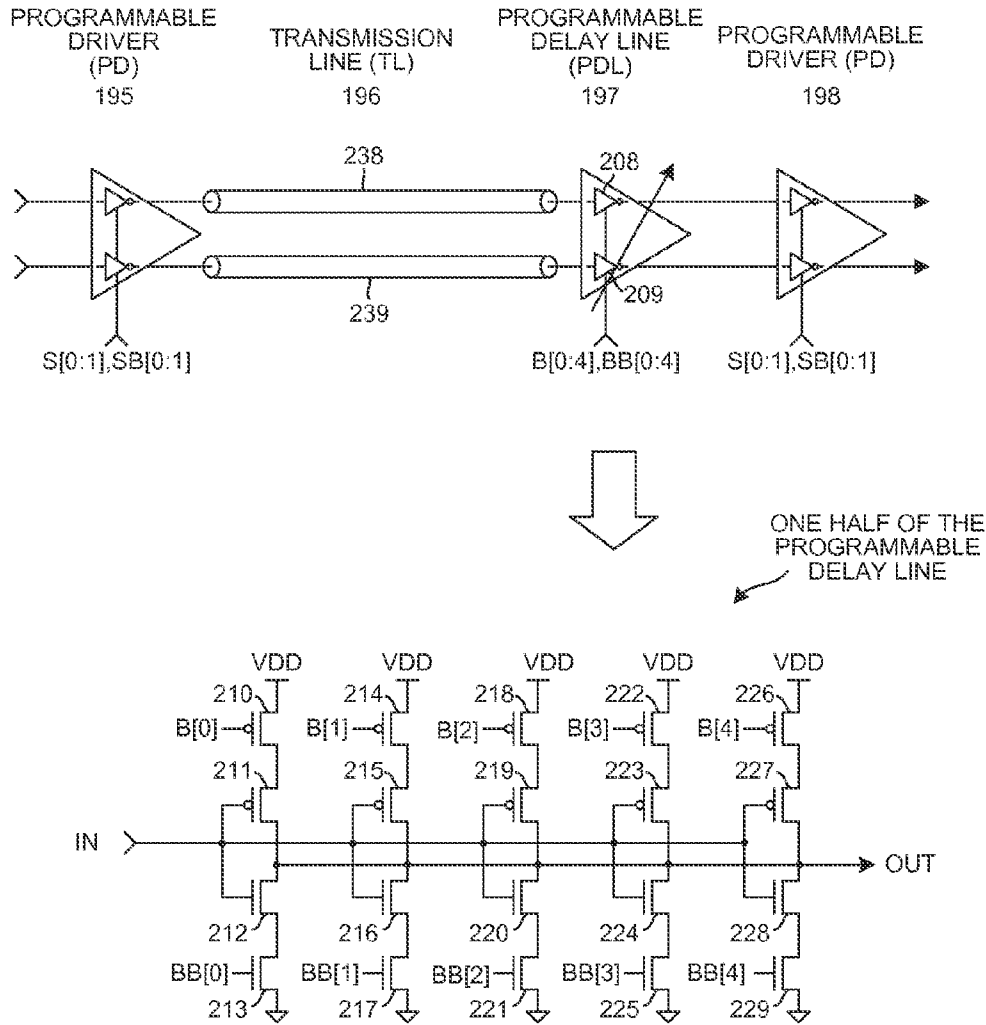 PROGRAMMABLE
DRIVER
(PD)
195
TRANSMISSION
LINE (TL)
196
PROGRAMMABLE
DELAY LINE
(PDL)
197
PROGRAMMABLE
DRIVER (PD)
198
238
208
239
209
S[0:1],SB[0:1]
B[0:4],BB[0:4]
S[0:1],SB[0:1]
ONE HALF OF THE
PROGRAMMABLE
DELAY LINE
VDD VDD VDD VDD VDD
210 214 218 222 226
B[0] B[1] B[2] B[3] B[4]
211 215 219 223 227
IN
OUT
212 216 220 224 228
BB[0] BB[1] BB[2] BB[3] BB[4]
213 217 221 225 229